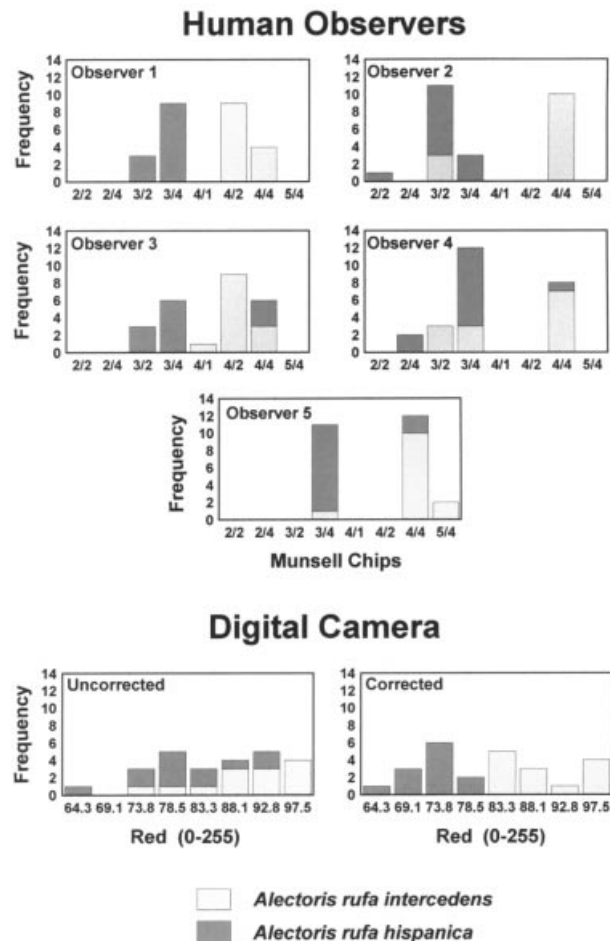 Human Observers
Observer 1
Frequency
14
12
10
8
6
4
2
0
2/2 2/4 3/2 3/4 4/1 4/2 4/4 5/4
Observer 2
14
12
10
8
6
4
2
0
2/2 2/4 3/2 3/4 4/1 4/2 4/4 5/4
Observer 3
Frequency
14
12
10
8
6
4
2
0
2/2 2/4 3/2 3/4 4/1 4/2 4/4 5/4
Observer 4
14
12
10
8
6
4
2
0
2/2 2/4 3/2 3/4 4/1 4/2 4/4 5/4
Observer 5
Frequency
14
12
10
8
6
4
2
0
2/2 2/4 3/2 3/4 4/1 4/2 4/4 5/4
Munsell Chips
Digital Camera
Uncorrected
Frequency
14
12
10
8
6
4
2
0
64.3 69.1 73.8 78.5 83.3 88.1 92.8 97.5
Red (0-255)
Corrected
14
12
10
8
6
4
2
0
64.3 69.1 73.8 78.5 83.3 88.1 92.8 97.5
Red (0-255)
Alectoris rufa intercedens
Alectoris rufa hispanica